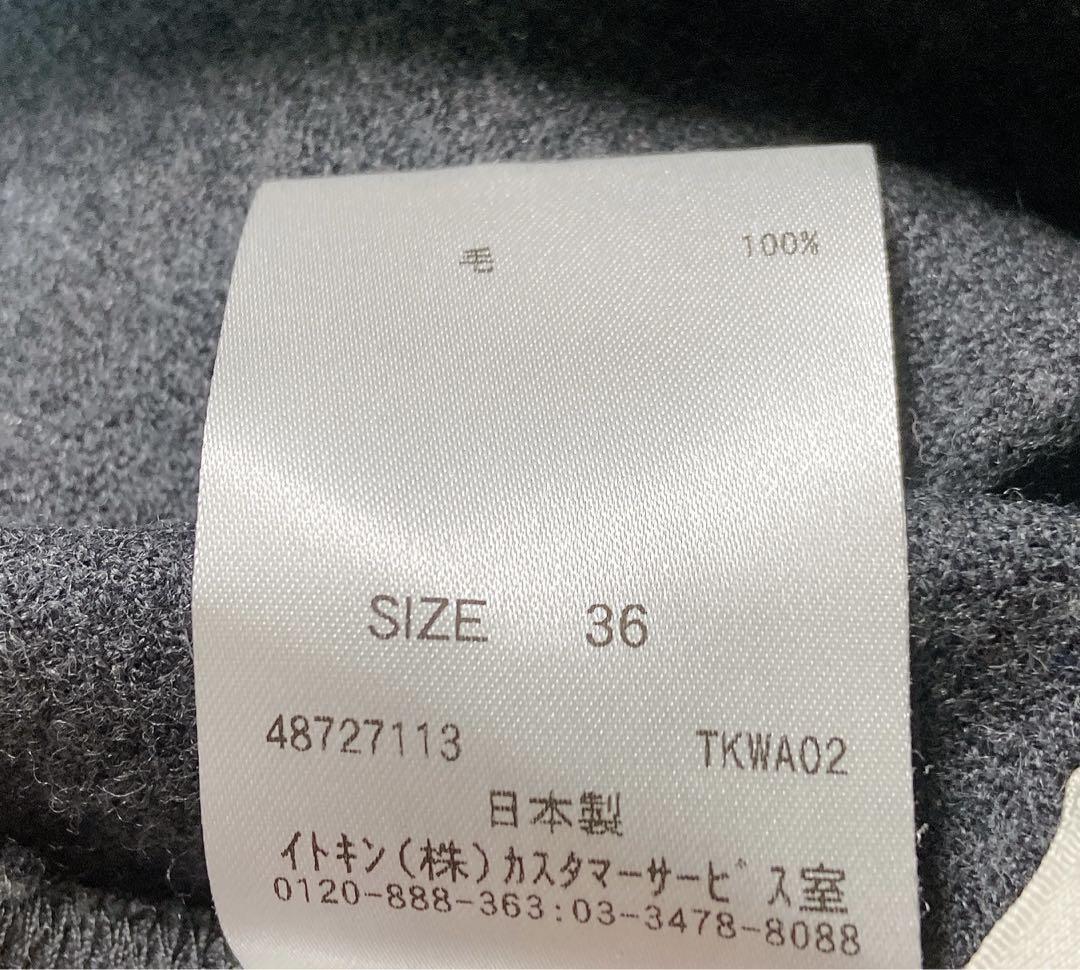 毛 100%
SIZE 36
48727113 TKWA02
日本製
イトキン(株)カスタマーサービス室
0120-888-363:03-3478-8088